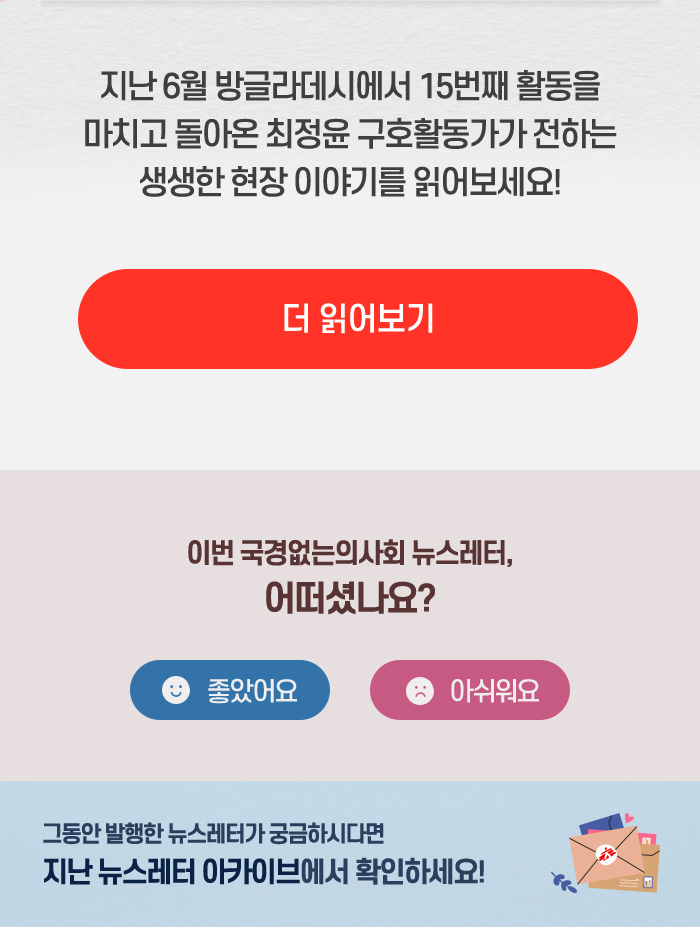 지난 6월 방글라데시에서 15번째 활동을
마치고 돌아온 최정윤 구호활동가가 전하는
생생한 현장 이야기를 읽어보세요!
더 읽어보기
이번 국경없는의사회 뉴스레터,
어떠셨나요?
좋았어요
아쉬워요
그동안 발행한 뉴스레터가 궁금하시다면
지난 뉴스레터 아카이브에서 확인하세요!